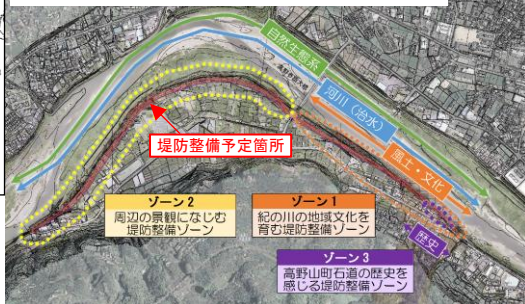 自然生態系
河川(治水)
風土・文化
堤防整備予定箇所
ゾーン2
周辺の景観になじむ
堤防整備ゾーン
ゾーン1
紀の川の地域文化を
育む堤防整備ゾーン
歴史
ゾーン3
高野山町石道の歴史を
感じる堤防整備ゾーン